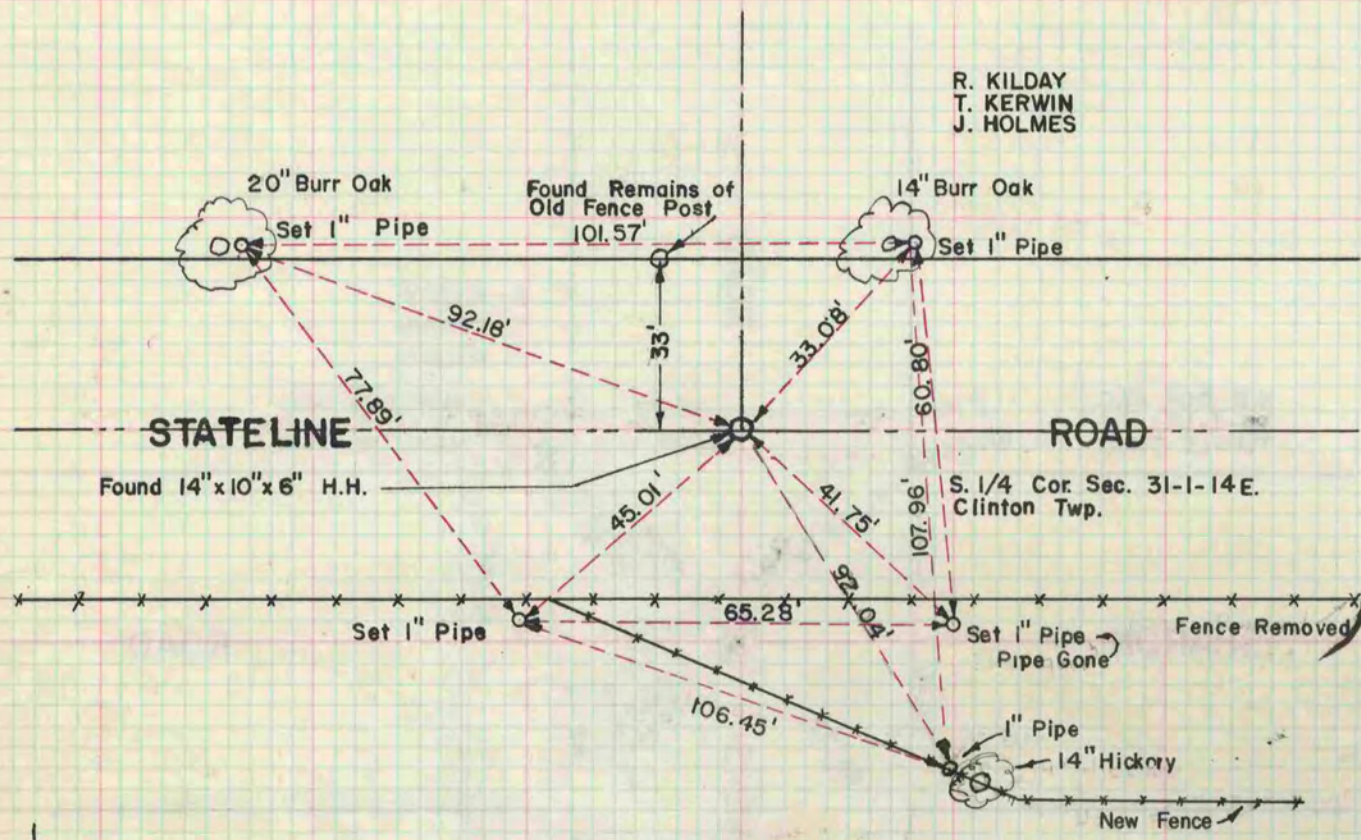 R. KILDAY
T. KERWIN
J. HOLMES
20" Burr Oak
Found Remains of
Old Fence Post
14" Burr Oak
Set 1" Pipe
101.57'
Set 1" Pipe
92.18'
33'
33.08'
77.89'
60.80'
STATELINE
ROAD
Found 14"x10"x6" H.H.
S. 1/4 Cor. Sec. 31-1-14E.
Clinton Twp.
45.01'
41.75'
107.96'
92.04'
65.28'
Set 1" Pipe
Set 1" Pipe
Pipe Gone
Fence Removed
106.45'
1" Pipe
14" Hickory
New Fence